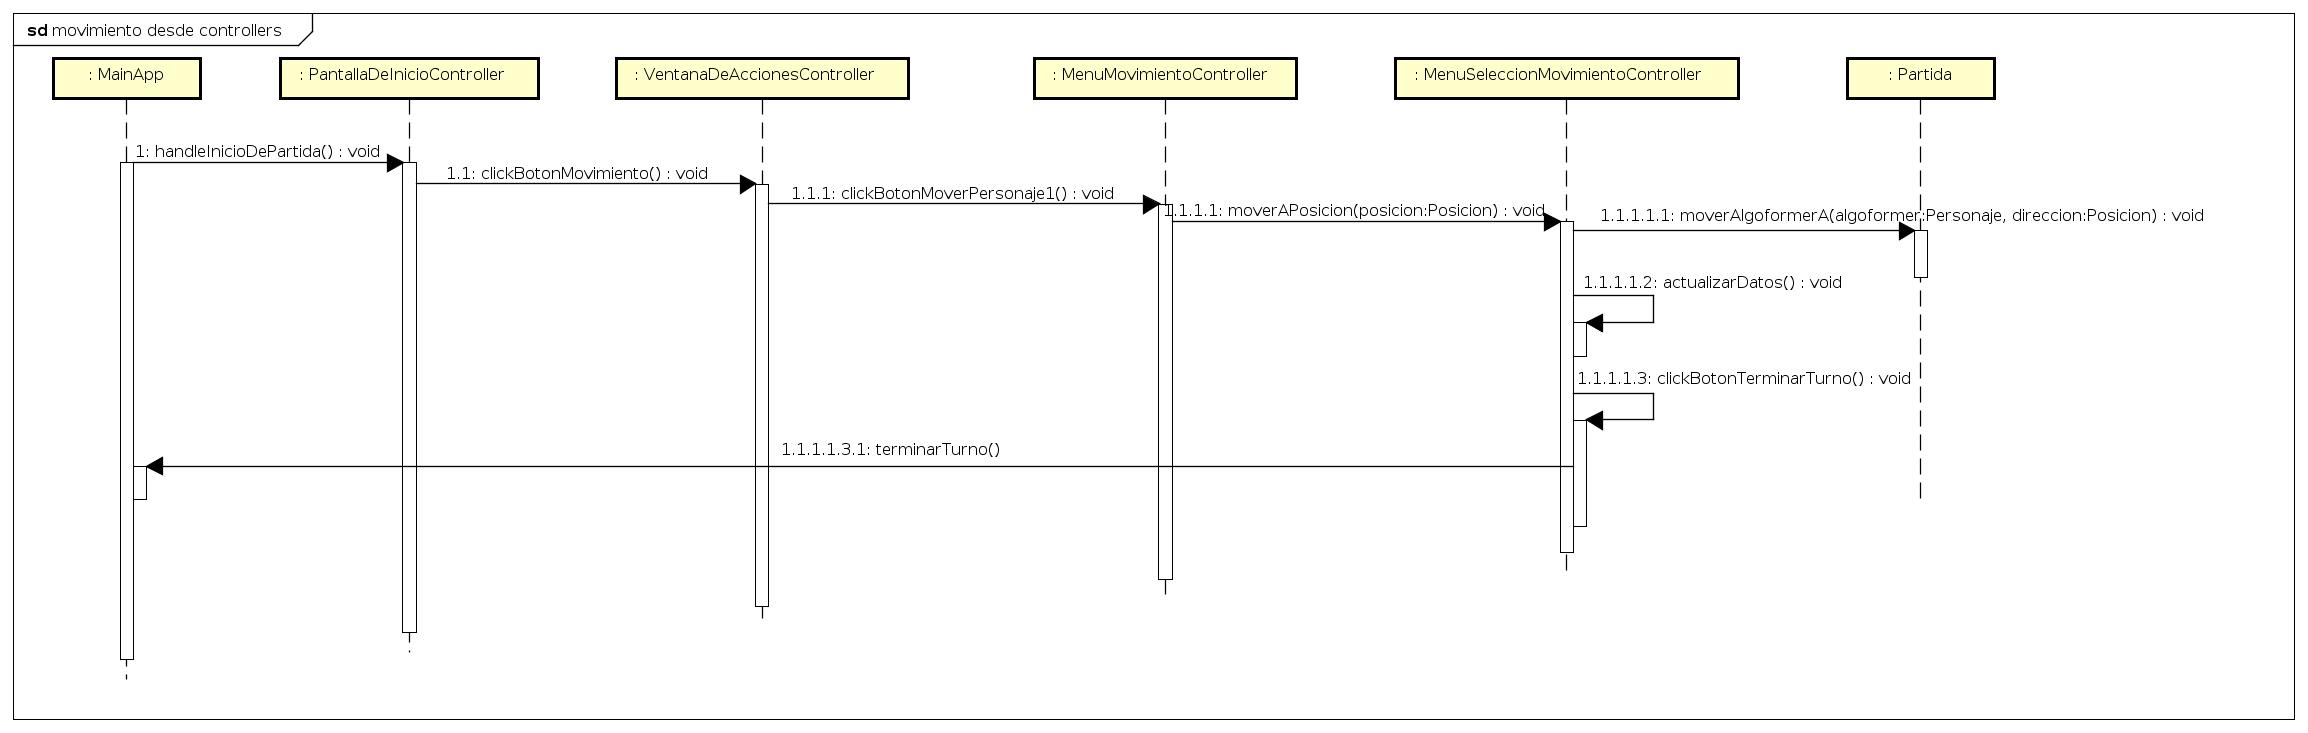 sd movimiento desde controllers
: MainApp
: PantallaDeInicioController
: VentanaDeAccionesController
: MenuMovimientoController
: MenuSeleccionMovimientoController
: Partida
1: handleInicioDePartida() : void
1.1: clickBotonMovimiento() : void
1.1.1: clickBotonMoverPersonaje1() : void
1.1.1.1: moverAPosicion(posicion:Posicion) : void
1.1.1.1.1: moverAlgoformerA(algoformer:Personaje, direccion:Posicion) : void
1.1.1.1.2: actualizarDatos() : void
1.1.1.1.3: clickBotonTerminarTurno() : void
1.1.1.1.3.1: terminarTurno()